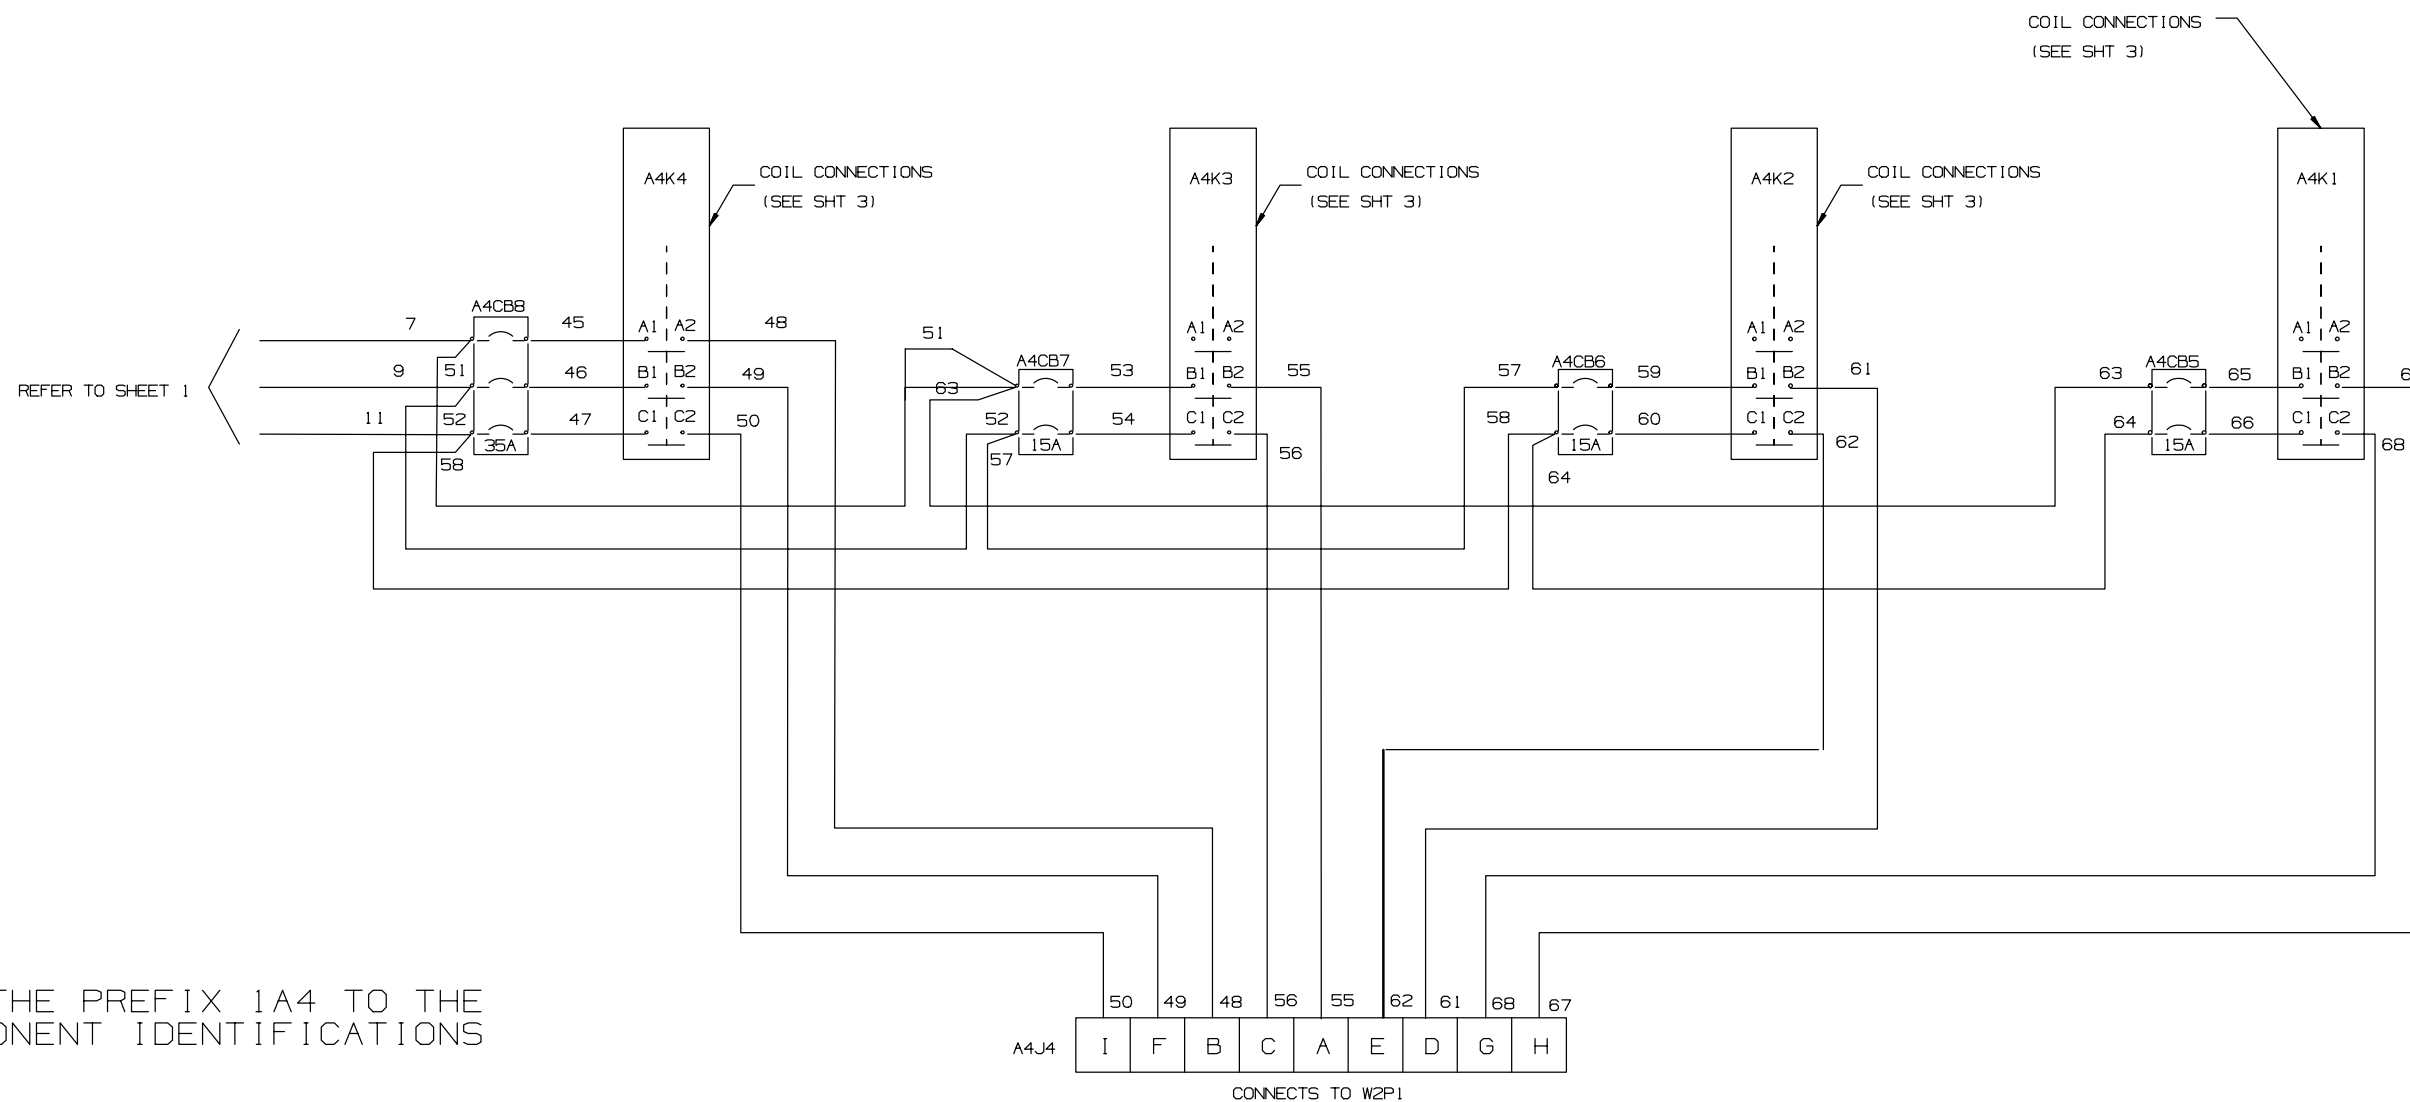 COIL CONNECTIONS
(SEE SHT 3)
A4K4
COIL CONNECTIONS
(SEE SHT 3)
A4K3
COIL CONNECTIONS
(SEE SHT 3)
A4K2
COIL CONNECTIONS
(SEE SHT 3)
A4K1
REFER TO SHEET 1
7
9
11
A4CB8
51
52
58
35A
45
46
47
A1 A2
B1 B2
C1 C2
48
49
50
51
63
52
57
A4CB7
15A
53
54
A1 A2
B1 B2
C1 C2
55
56
57
58
64
A4CB6
15A
59
60
A1 A2
B1 B2
C1 C2
61
62
63
64
A4CB5
15A
65
66
A1 A2
B1 B2
C1 C2
68
THE PREFIX 1A4 TO THE
ONENT IDENTIFICATIONS
50 49 48 56 55 62 61 68 67
A4J4 I F B C A E D G H
CONNECTS TO W2P1